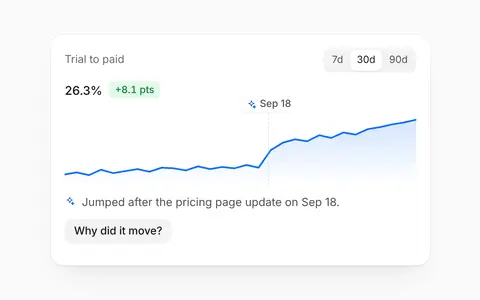 Trial to paid
7d 30d 90d
26.3% +8.1 pts
Sep 18
Jumped after the pricing page update on Sep 18.
Why did it move?